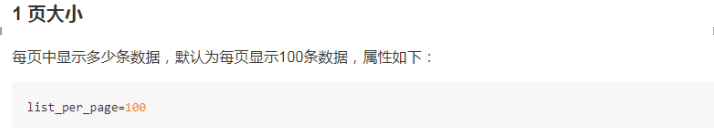 1 页大小
每页中显示多少条数据，默认为每页显示100条数据，属性如下：
list_per_page=100